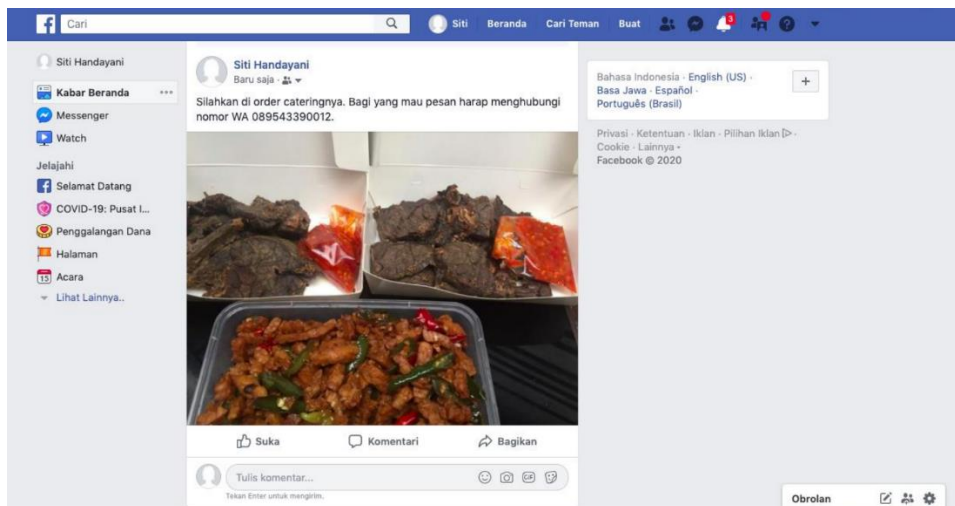 Cari
Siti
Beranda
Cari Teman
Buat
3
Siti Handayani
Kabar Beranda
Messenger
Watch
Jelajahi
Selamat Datang
COVID-19: Pusat I...
Penggalangan Dana
Halaman
15 Acara
Lihat Lainnya..
Siti Handayani
Baru saja ·
Silahkan di order cateringnya. Bagi yang mau pesan harap menghubungi
nomor WA 089543390012.
Suka
Komentari
Bagikan
Tulis komentar...
GIF
Tekan Enter untuk mengirim.
Bahasa Indonesia · English (US) ·
Basa Jawa · Español ·
Português (Brasil)
Privasi · Ketentuan · Iklan · Pilihan Iklan ·
Cookie · Lainnya
Facebook © 2020
Obrolan